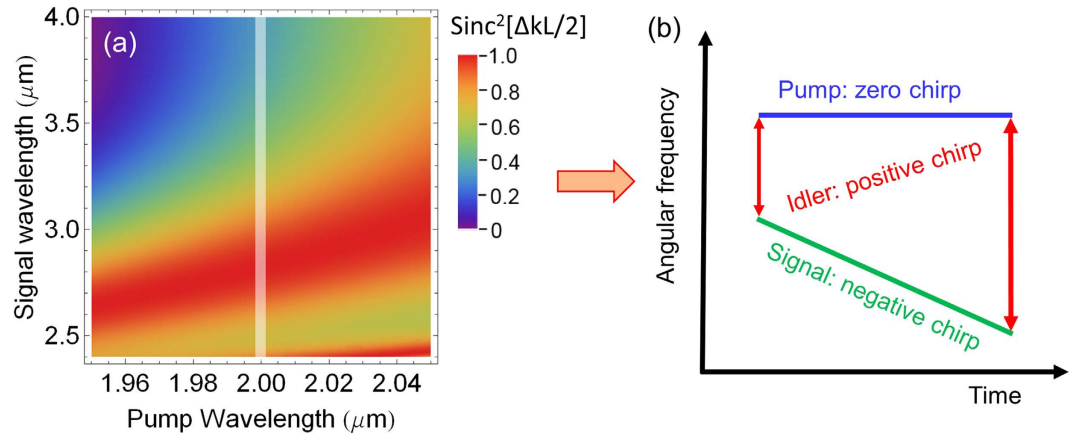 (a)
Sinc²[ΔkL/2]
4.0
3.5
3.0
2.5
Signal wavelength (μm)
1.96 1.98 2.00 2.02 2.04
Pump Wavelength (μm)
1.0
0.8
0.6
0.4
0.2
0
(b)
Pump: zero chirp
Idler: positive chirp
Signal: negative chirp
Angular frequency
Time